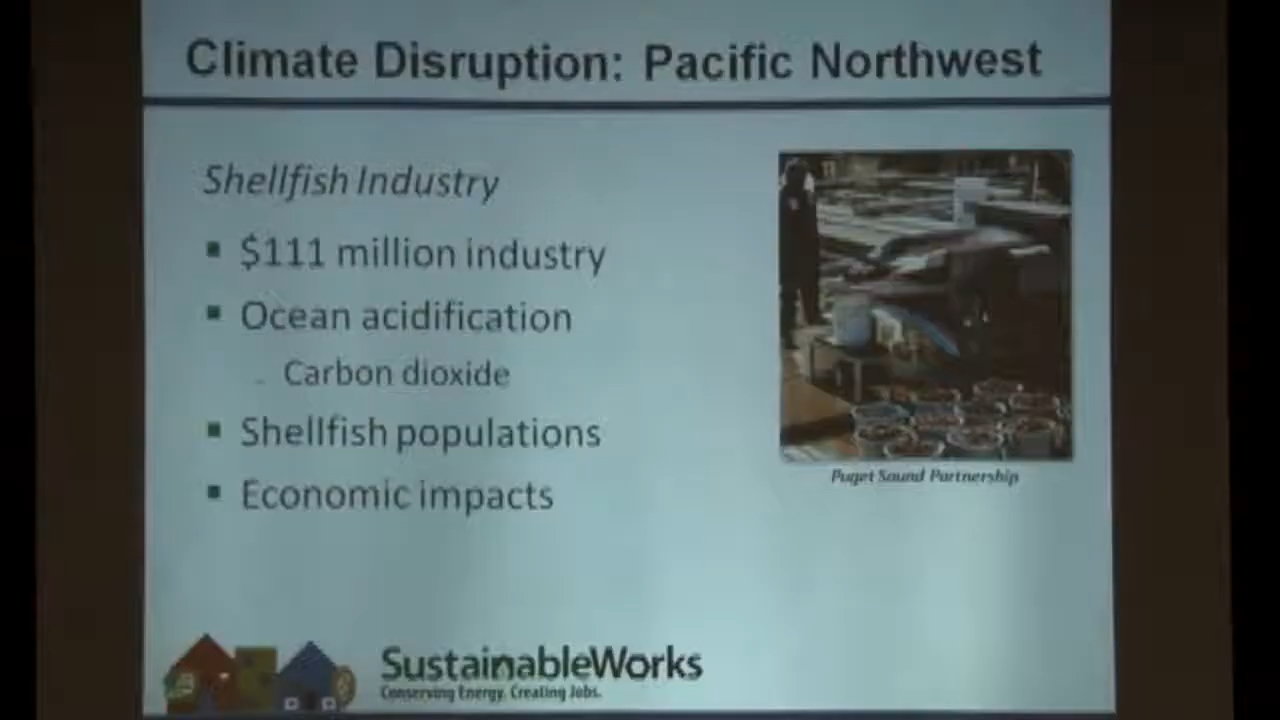 Climate Disruption: Pacific Northwest
Shellfish Industry
$111 million industry
Ocean acidification
Carbon dioxide
Shellfish populations
Economic impacts
Puget Sound Partnership
SustainableWorks
Conserving Energy. Creating Jobs.